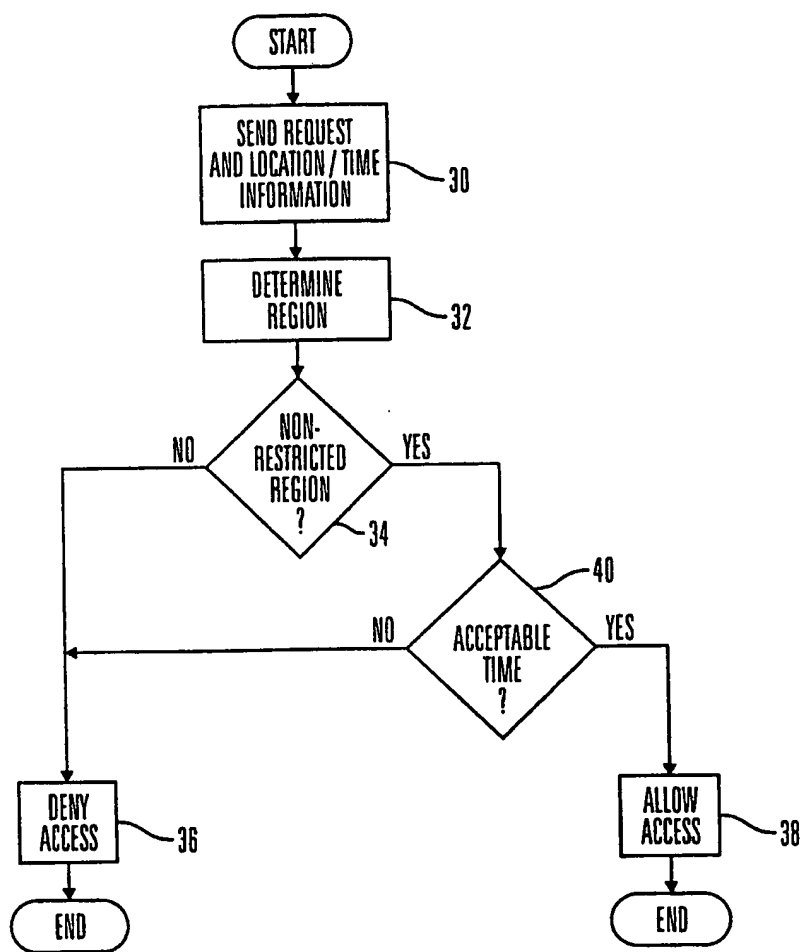 START
SEND REQUEST
AND LOCATION / TIME
INFORMATION
30
DETERMINE
REGION
32
NON-
RESTRICTED
REGION
?
NO
YES
34
40
ACCEPTABLE
TIME
?
NO
YES
DENY
ACCESS
36
ALLOW
ACCESS
38
END
END